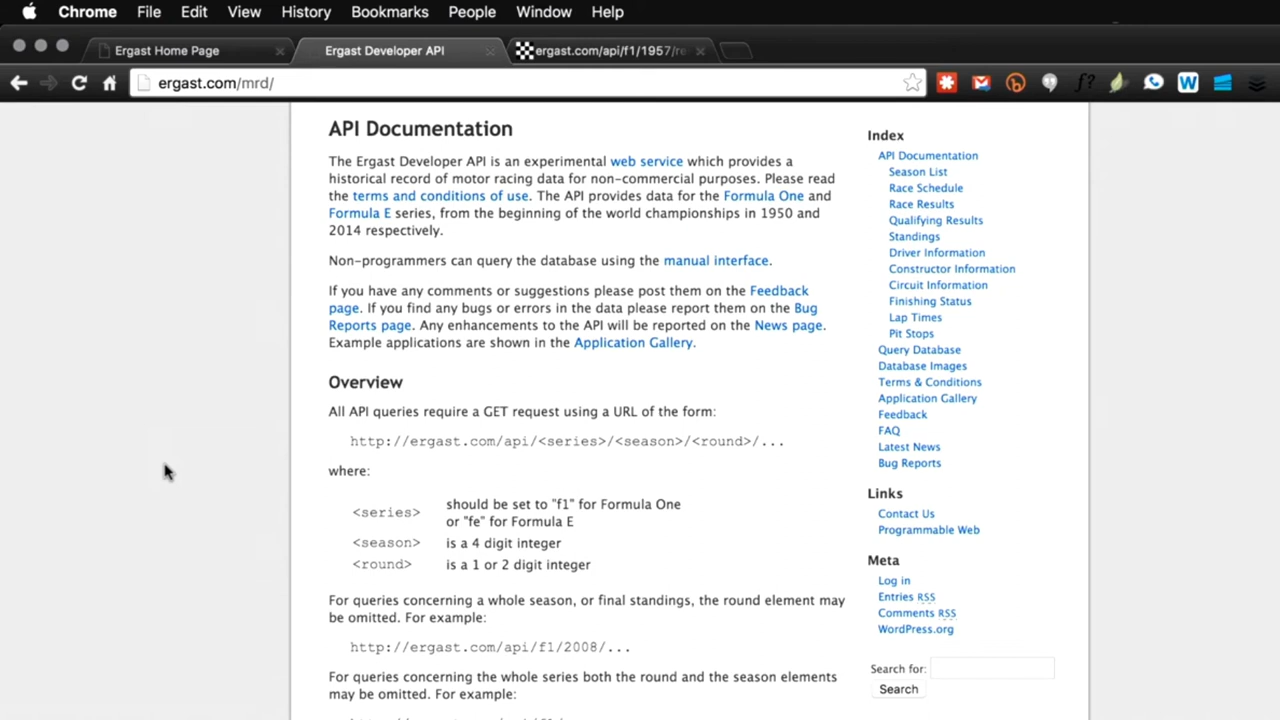 Chrome File Edit View History Bookmarks People Window Help
Ergast Home Page
Ergast Developer API
ergast.com/api/f1/1957/re
ergast.com/mrd/
API Documentation
The Ergast Developer API is an experimental web service which provides a
historical record of motor racing data for non-commercial purposes. Please read
the terms and conditions of use. The API provides data for the Formula One and
Formula E series, from the beginning of the world championships in 1950 and
2014 respectively.
Non-programmers can query the database using the manual interface.
If you have any comments or suggestions please post them on the Feedback
page. If you find any bugs or errors in the data please report them on the Bug
Reports page. Any enhancements to the API will be reported on the News page.
Example applications are shown in the Application Gallery.
Overview
All API queries require a GET request using a URL of the form:
http://ergast.com/api/<series>/<season>/<round>/...
where:
<series> should be set to "f1" for Formula One
or "fe" for Formula E
<season> is a 4 digit integer
<round> is a 1 or 2 digit integer
For queries concerning a whole season, or final standings, the round element may
be omitted. For example:
http://ergast.com/api/f1/2008/...
For queries concerning the whole series both the round and the season elements
may be omitted. For example:
Index
API Documentation
Season List
Race Schedule
Race Results
Qualifying Results
Standings
Driver Information
Constructor Information
Circuit Information
Finishing Status
Lap Times
Pit Stops
Query Database
Database Images
Terms & Conditions
Application Gallery
Feedback
FAQ
Latest News
Bug Reports
Links
Contact Us
Programmable Web
Meta
Log in
Entries RSS
Comments RSS
WordPress.org
Search for:
Search